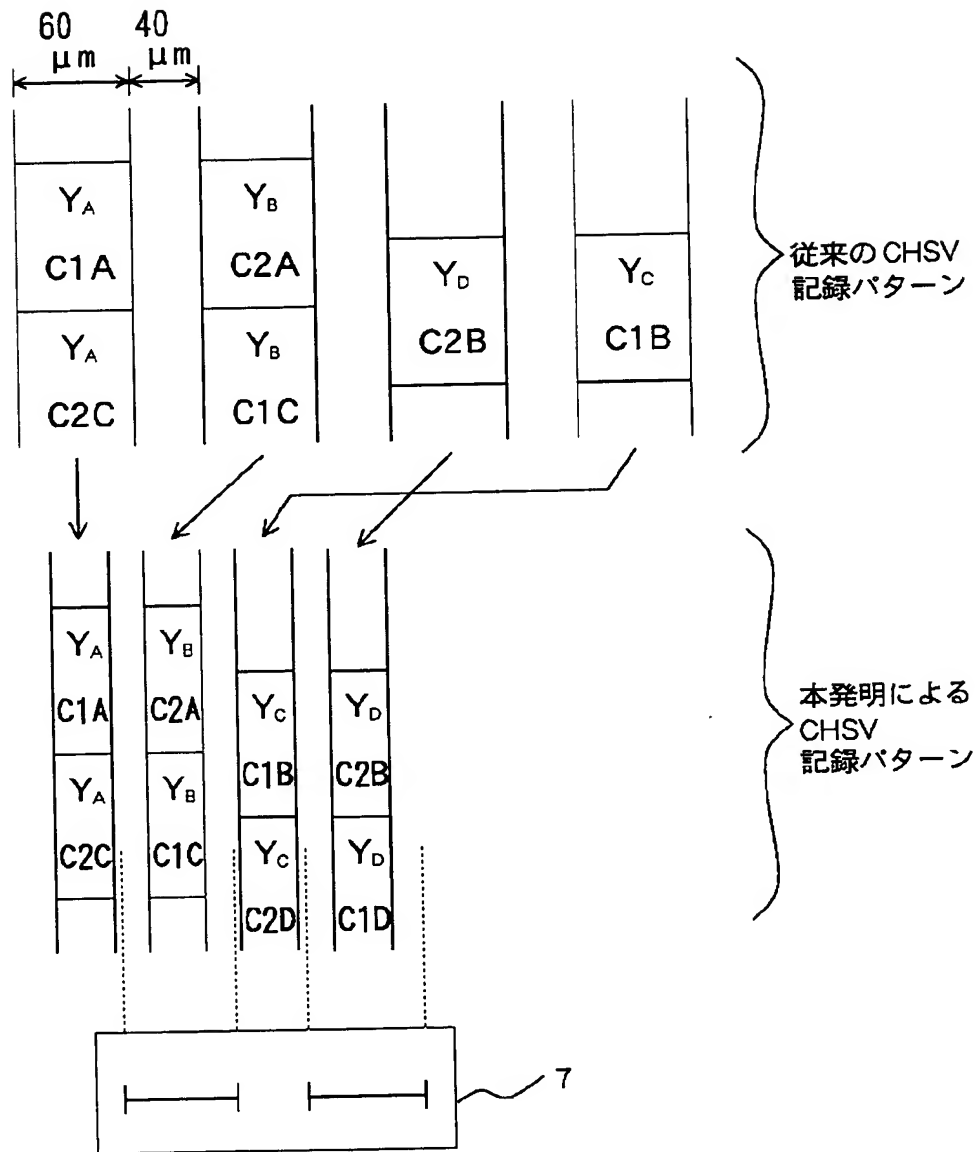 60 40
μm μm
YA YB
C1A C2A
YD YC
従来のCHSV
記録パターン
C2B C1B
YA YB
C2C C1C
YA YB
C1A C2A
YC YD
本発明による
CHSV
記録パターン
C1B C2B
YA YB
C2C C1C
YC YD
C2D C1D
7